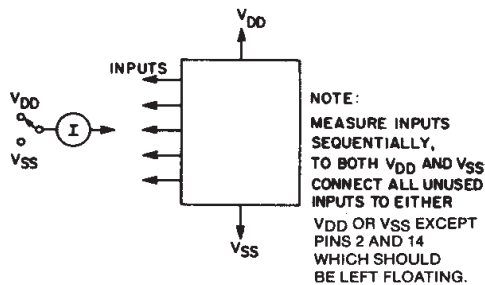 VDD
INPUTS
VDD
I
VSS
VSS
NOTE:
MEASURE INPUTS
SEQUENTIALLY,
TO BOTH VDD AND VSS
CONNECT ALL UNUSED
INPUTS TO EITHER
VDD OR VSS EXCEPT
PINS 2 AND 14
WHICH SHOULD
BE LEFT FLOATING.